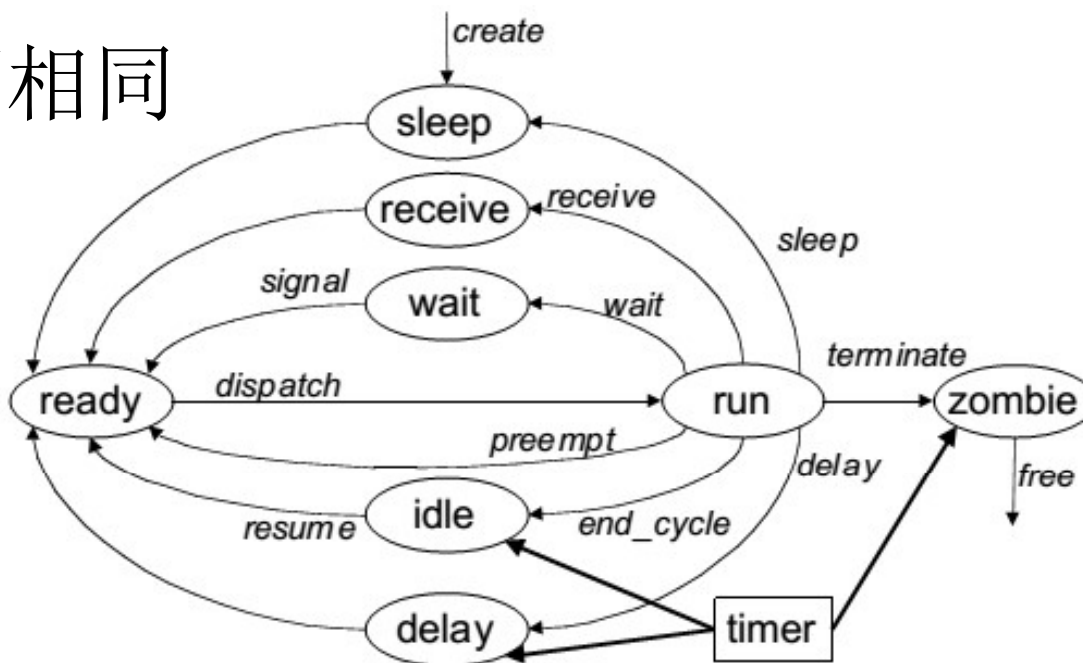 create
相同
sleep
receive
receive
sleep
signal
wait
wait
terminate
ready
dispatch
run
zombie
preempt
delay
free
resume
idle
end_cycle
delay
timer